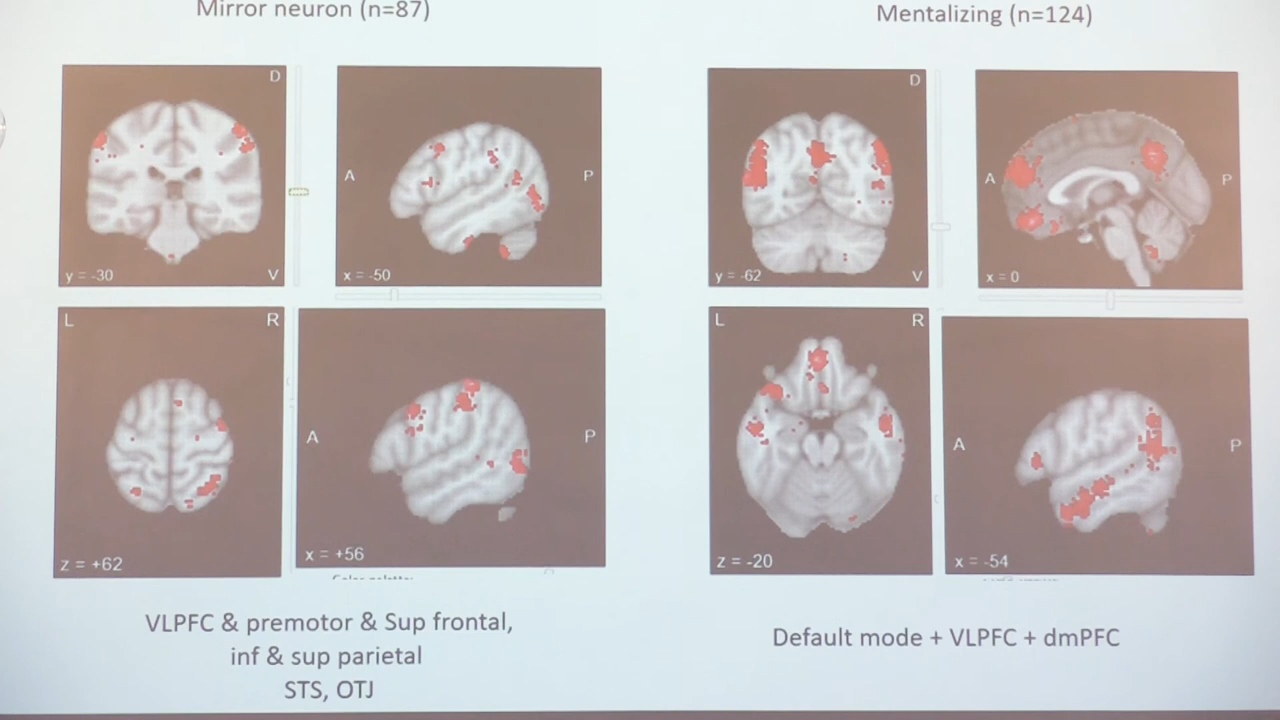 Mirror neuron (n=87)
Mentalizing (n=124)
D
y = -30
V
A
P
x = -50
D
y = -62
V
A
P
x = 0
L
R
z = +62
A
P
x = +56
L
R
z = -20
A
P
x = -54
VLPFC & premotor & Sup frontal,
inf & sup parietal
STS, OTJ
Default mode + VLPFC + dmPFC